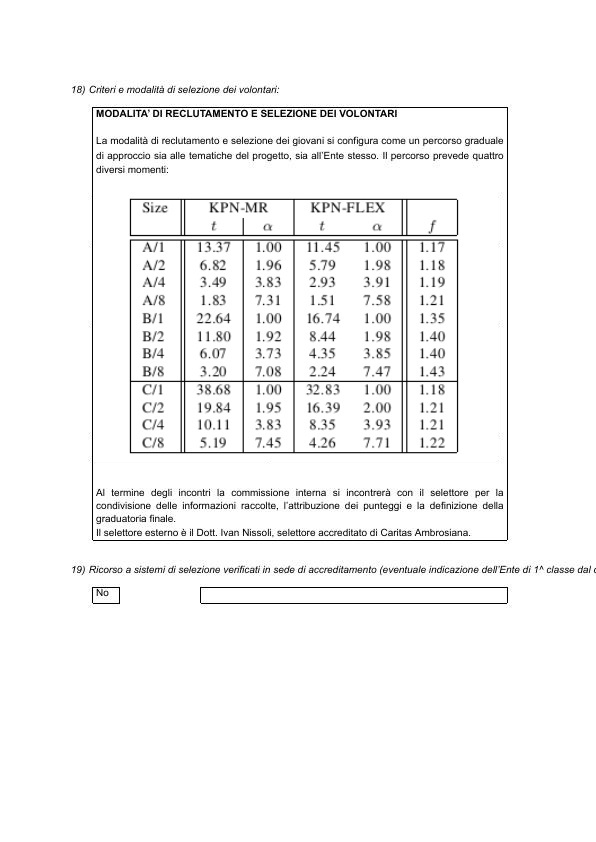 18) Criteri e modalità di selezione dei volontari:
MODALITA' DI RECLUTAMENTO E SELEZIONE DEI VOLONTARI
La modalità di reclutamento e selezione dei giovani si configura come un percorso graduale
di approccio sia alle tematiche del progetto, sia all'Ente stesso. Il percorso prevede quattro
diversi momenti:
Size KPN-MR KPN-FLEX
t α t α f
A/1 13.37 1.00 11.45 1.00 1.17
A/2 6.82 1.96 5.79 1.98 1.18
A/4 3.49 3.83 2.93 3.91 1.19
A/8 1.83 7.31 1.51 7.58 1.21
B/1 22.64 1.00 16.74 1.00 1.35
B/2 11.80 1.92 8.44 1.98 1.40
B/4 6.07 3.73 4.35 3.85 1.40
B/8 3.20 7.08 2.24 7.47 1.43
C/1 38.68 1.00 32.83 1.00 1.18
C/2 19.84 1.95 16.39 2.00 1.21
C/4 10.11 3.83 8.35 3.93 1.21
C/8 5.19 7.45 4.26 7.71 1.22
Al termine degli incontri la commissione interna si incontrerà con il selettore per la
condivisione delle informazioni raccolte, l'attribuzione dei punteggi e la definizione della
graduatoria finale.
Il selettore esterno è il Dott. Ivan Nissoli, selettore accreditato di Caritas Ambrosiana.
19) Ricorso a sistemi di selezione verificati in sede di accreditamento (eventuale indicazione dell'Ente di 1^ classe dal
No